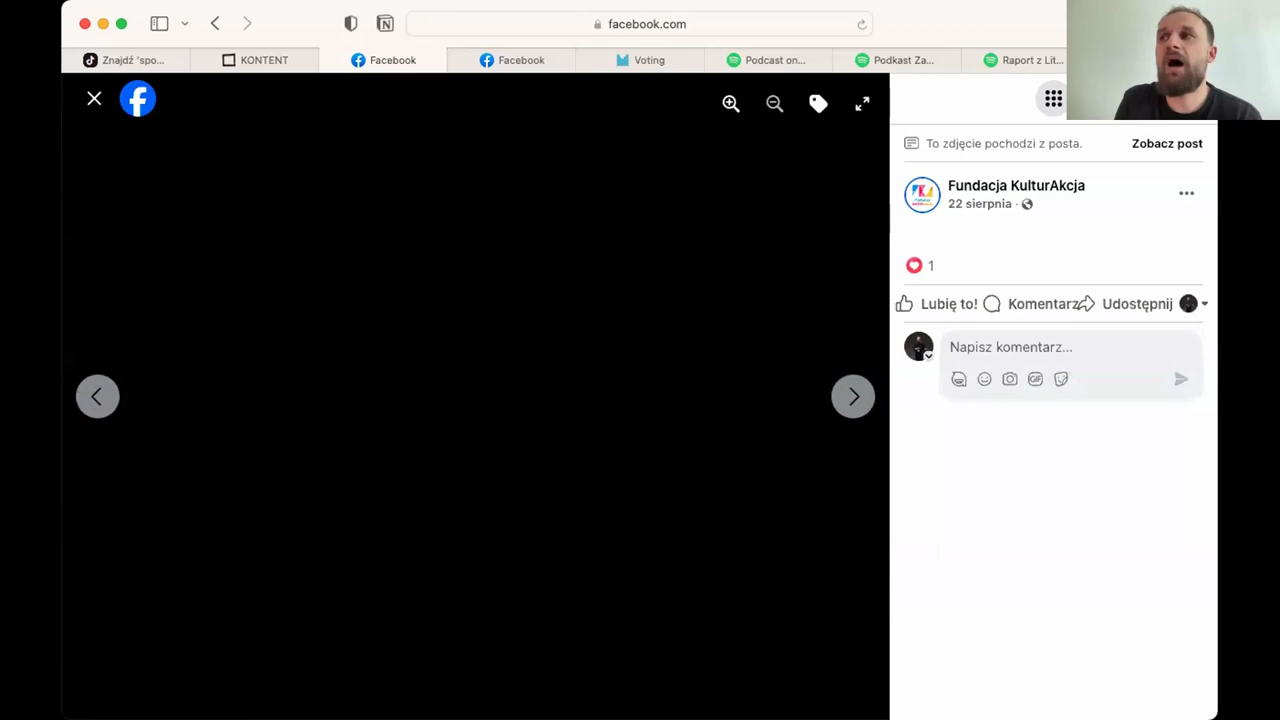 facebook.com
Znajdź 'spo...
KONTENT
Facebook
Facebook
Voting
Podcast on...
Podkast Za...
Raport z Lit...
To zdjęcie pochodzi z posta.
Zobacz post
Fundacja KulturAkcja
22 sierpnia ·
1
Lubię to!
Komentarz
Udostępnij
Napisz komentarz...
GIF